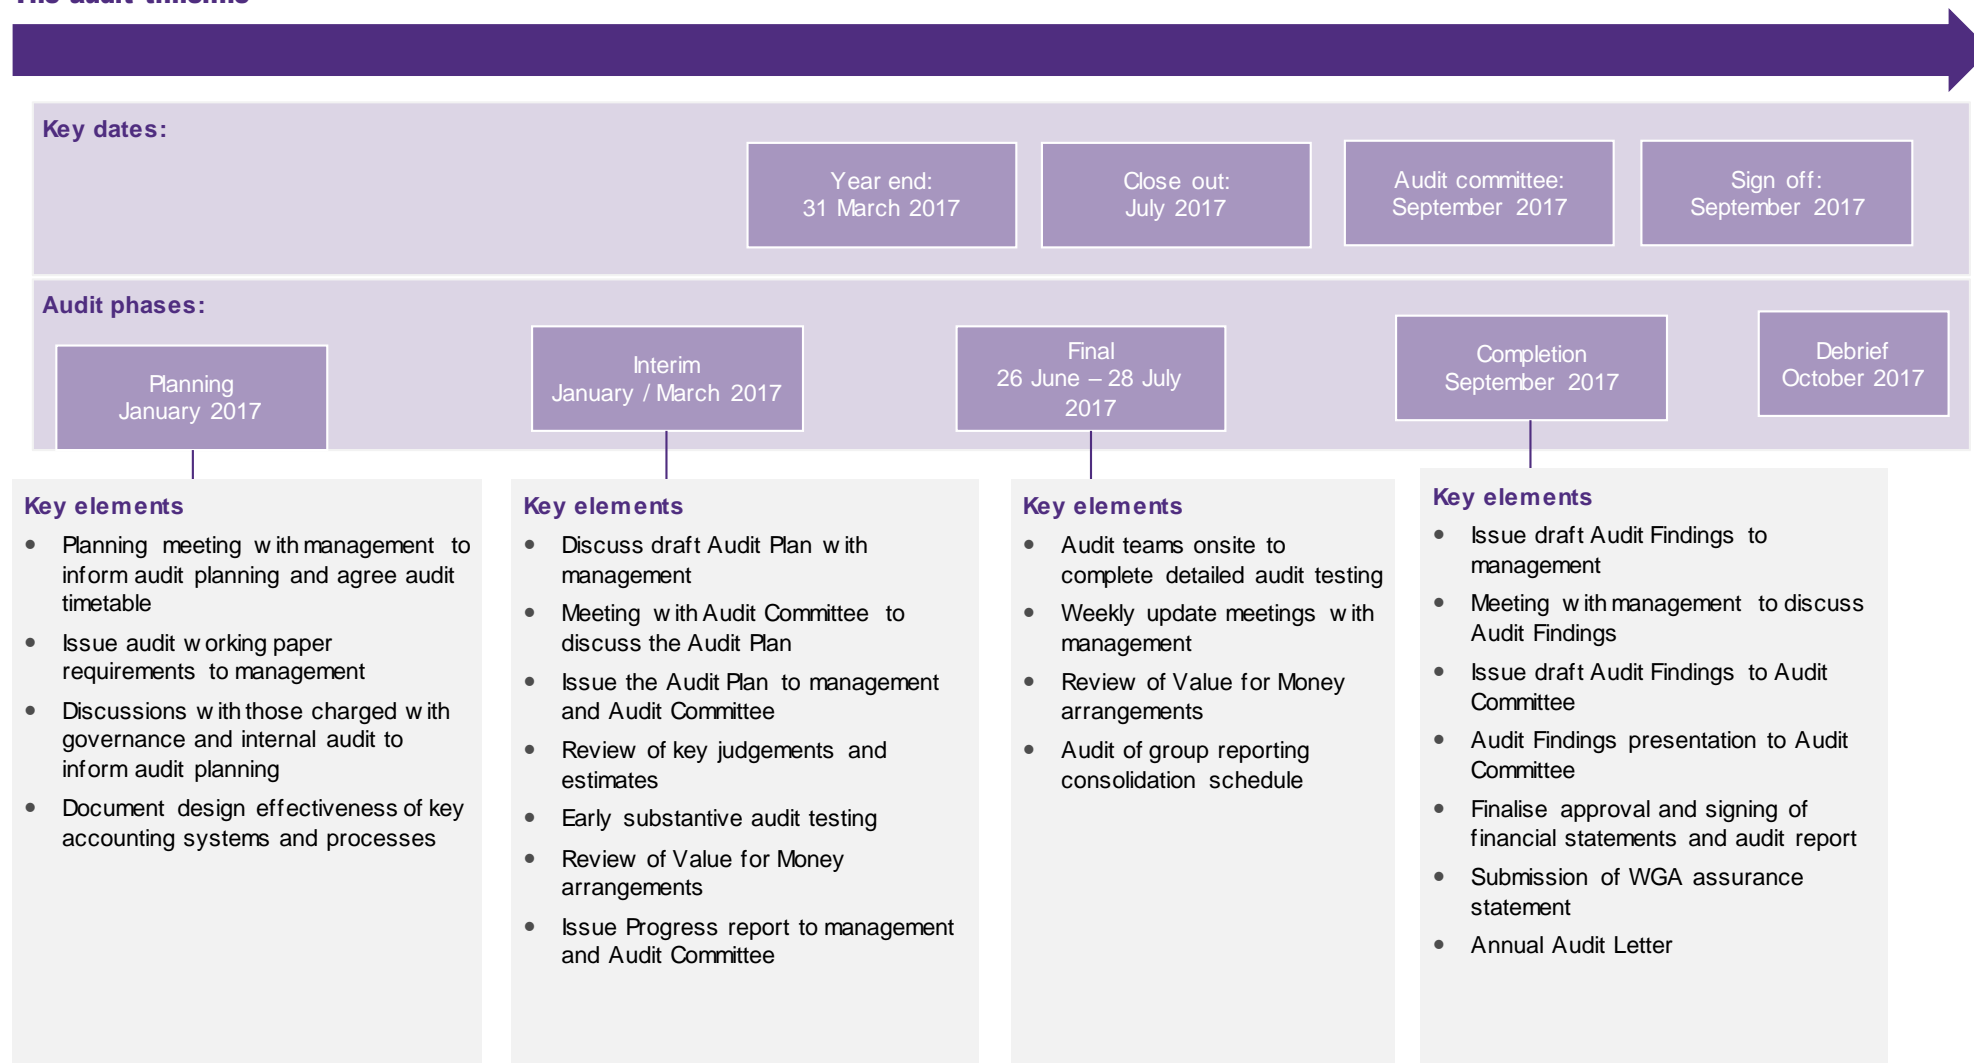 The audit timeline
Key dates:
Year end:
31 March 2017
Close out:
July 2017
Audit committee:
September 2017
Sign off:
September 2017
Audit phases:
Planning
January 2017
Interim
January / March 2017
Final
26 June – 28 July
2017
Completion
September 2017
Debrief
October 2017
Key elements
• Planning meeting with management to
inform audit planning and agree audit
timetable
• Issue audit working paper
requirements to management
• Discussions with those charged with
governance and internal audit to
inform audit planning
• Document design effectiveness of key
accounting systems and processes
Key elements
• Discuss draft Audit Plan with
management
• Meeting with Audit Committee to
discuss the Audit Plan
• Issue the Audit Plan to management
and Audit Committee
• Review of key judgements and
estimates
• Early substantive audit testing
• Review of Value for Money
arrangements
• Issue Progress report to management
and Audit Committee
Key elements
• Audit teams onsite to
complete detailed audit testing
• Weekly update meetings with
management
• Review of Value for Money
arrangements
• Audit of group reporting
consolidation schedule
Key elements
• Issue draft Audit Findings to
management
• Meeting with management to discuss
Audit Findings
• Issue draft Audit Findings to Audit
Committee
• Audit Findings presentation to Audit
Committee
• Finalise approval and signing of
financial statements and audit report
• Submission of WGA assurance
statement
• Annual Audit Letter